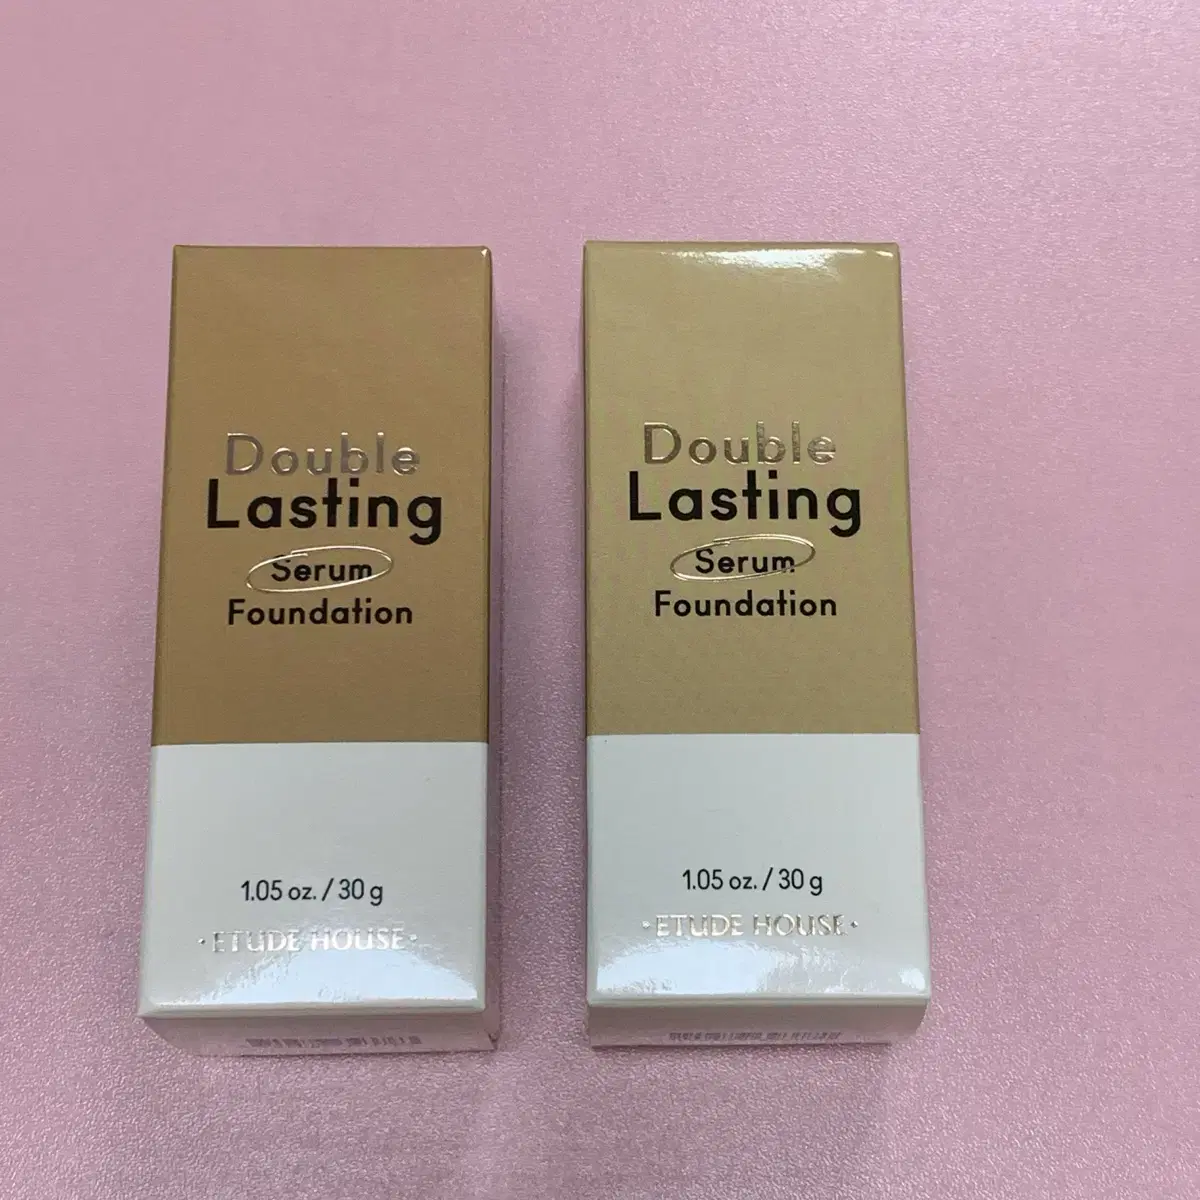 Double
Lasting
Serum
Foundation
1.05 oz. / 30 g
·ETUDE HOUSE·
Double
Lasting
Serum
Foundation
1.05 oz. / 30 g
·ETUDE HOUSE·